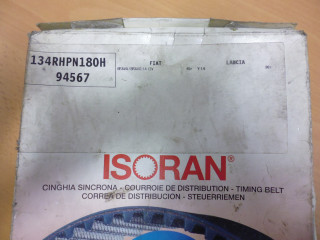 134RHPN180H FIAT LANCIA
94567
ISORAN®
CINGHIA SINCRONA - COURROIE DE DISTRIBUTION - TIMING BELT
CORREA DE DISTRIBUCION - STEUERRIEMEN